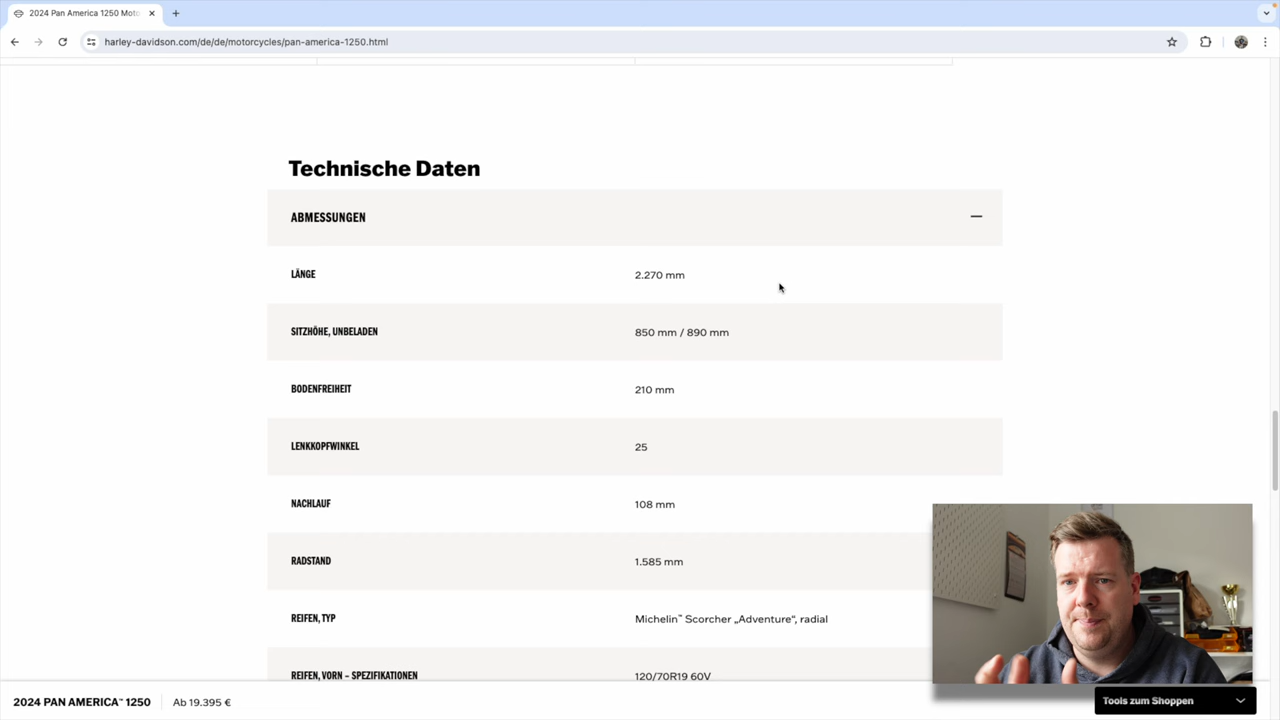 2024 Pan America 1250 Moto
harley-davidson.com/de/de/motorcycles/pan-america-1250.html
Technische Daten
ABMESSUNGEN
LÄNGE 2.270 mm
SITZHÖHE, UNBELADEN 850 mm / 890 mm
BODENFREIHEIT 210 mm
LENKKOPFWINKEL 25
NACHLAUF 108 mm
RADSTAND 1.585 mm
REIFEN, TYP Michelin™ Scorcher „Adventure“, radial
REIFEN, VORN – SPEZIFIKATIONEN 120/70R19 60V
2024 PAN AMERICA™ 1250 Ab 19.395 € Tools zum Shoppen